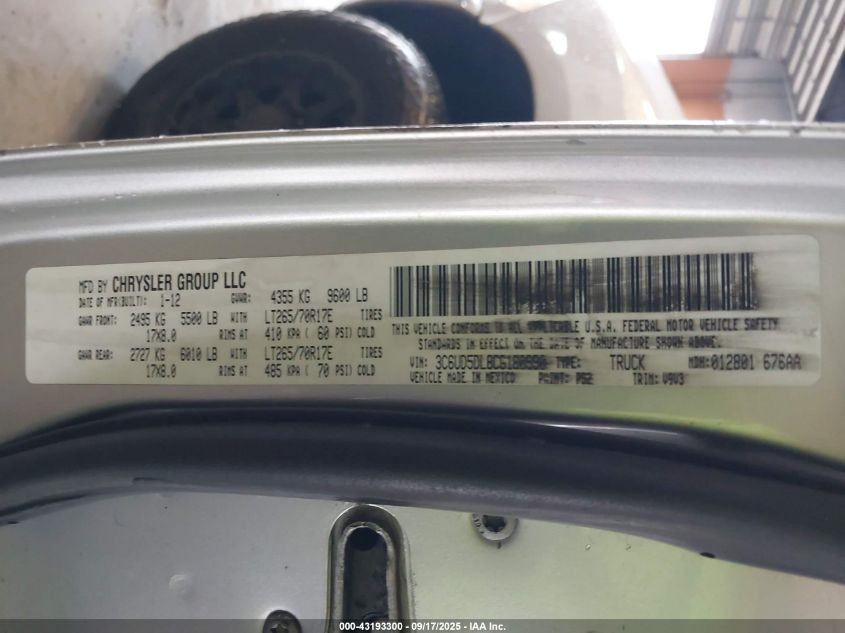 MFD BY CHRYSLER GROUP LLC
DATE OF MFR(BUILT): 1-12 GVWR: 4355 KG 9600 LB
GAWR FRONT: 2495 KG 5500 LB WITH LT265/70R17E TIRES
17X8.0 RIMS AT 410 KPA ( 60 PSI) COLD
GAWR REAR: 2727 KG 6010 LB WITH LT265/70R17E TIRES
17X8.0 RIMS AT 485 KPA ( 70 PSI) COLD
THIS VEHICLE CONFORMS TO ALL APPLICABLE U.S.A. FEDERAL MOTOR VEHICLE SAFETY
STANDARDS IN EFFECT ON THE DATE OF MANUFACTURE SHOWN ABOVE.
VIN: 3C6UD5DL8CG180990 TYPE: TRUCK MDH: 012801 676AA
VEHICLE MADE IN MEXICO PAINT: PS2 TRIM: V9V3
000-43193300 - 09/17/2025 - IAA Inc.